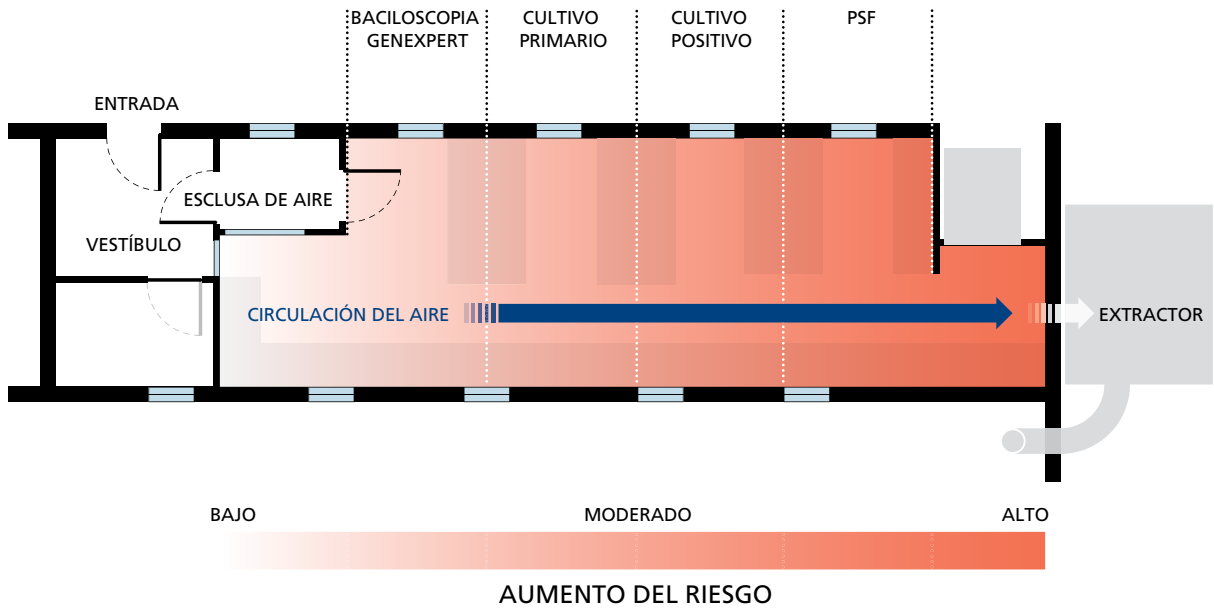 BACILOSCOPIA
GENEXPERT
CULTIVO
PRIMARIO
CULTIVO
POSITIVO
PSF
ENTRADA
ESCLUSA DE AIRE
VESTÍBULO
CIRCULACIÓN DEL AIRE
EXTRACTOR
BAJO
MODERADO
ALTO
AUMENTO DEL RIESGO